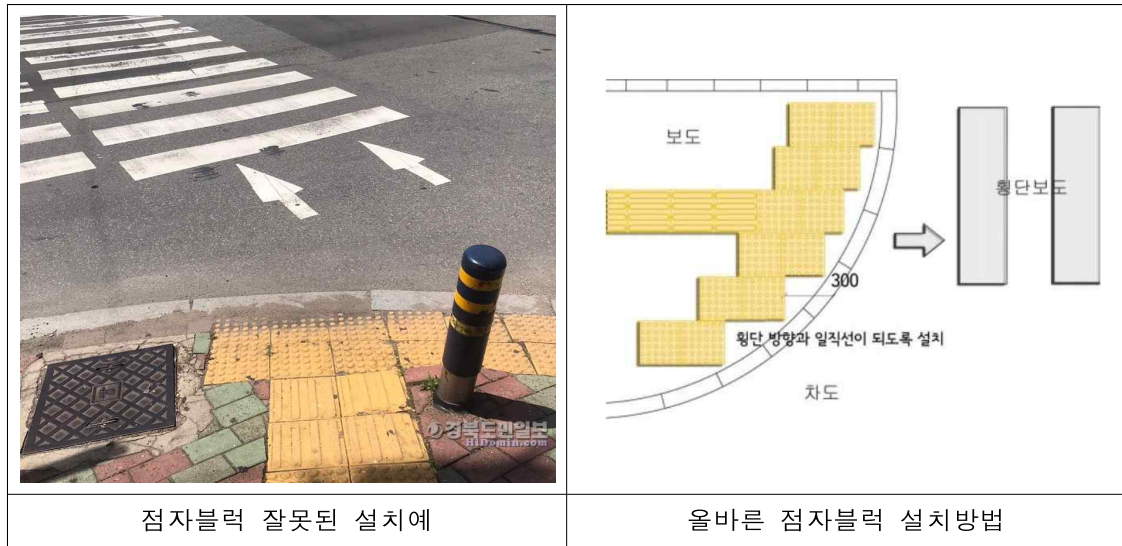 경북도민일보
HiDomin.com
보도
횡단보도
300
횡단 방향과 일직선이 되도록 설치
차도
점자블럭 잘못된 설치예
올바른 점자블럭 설치방법